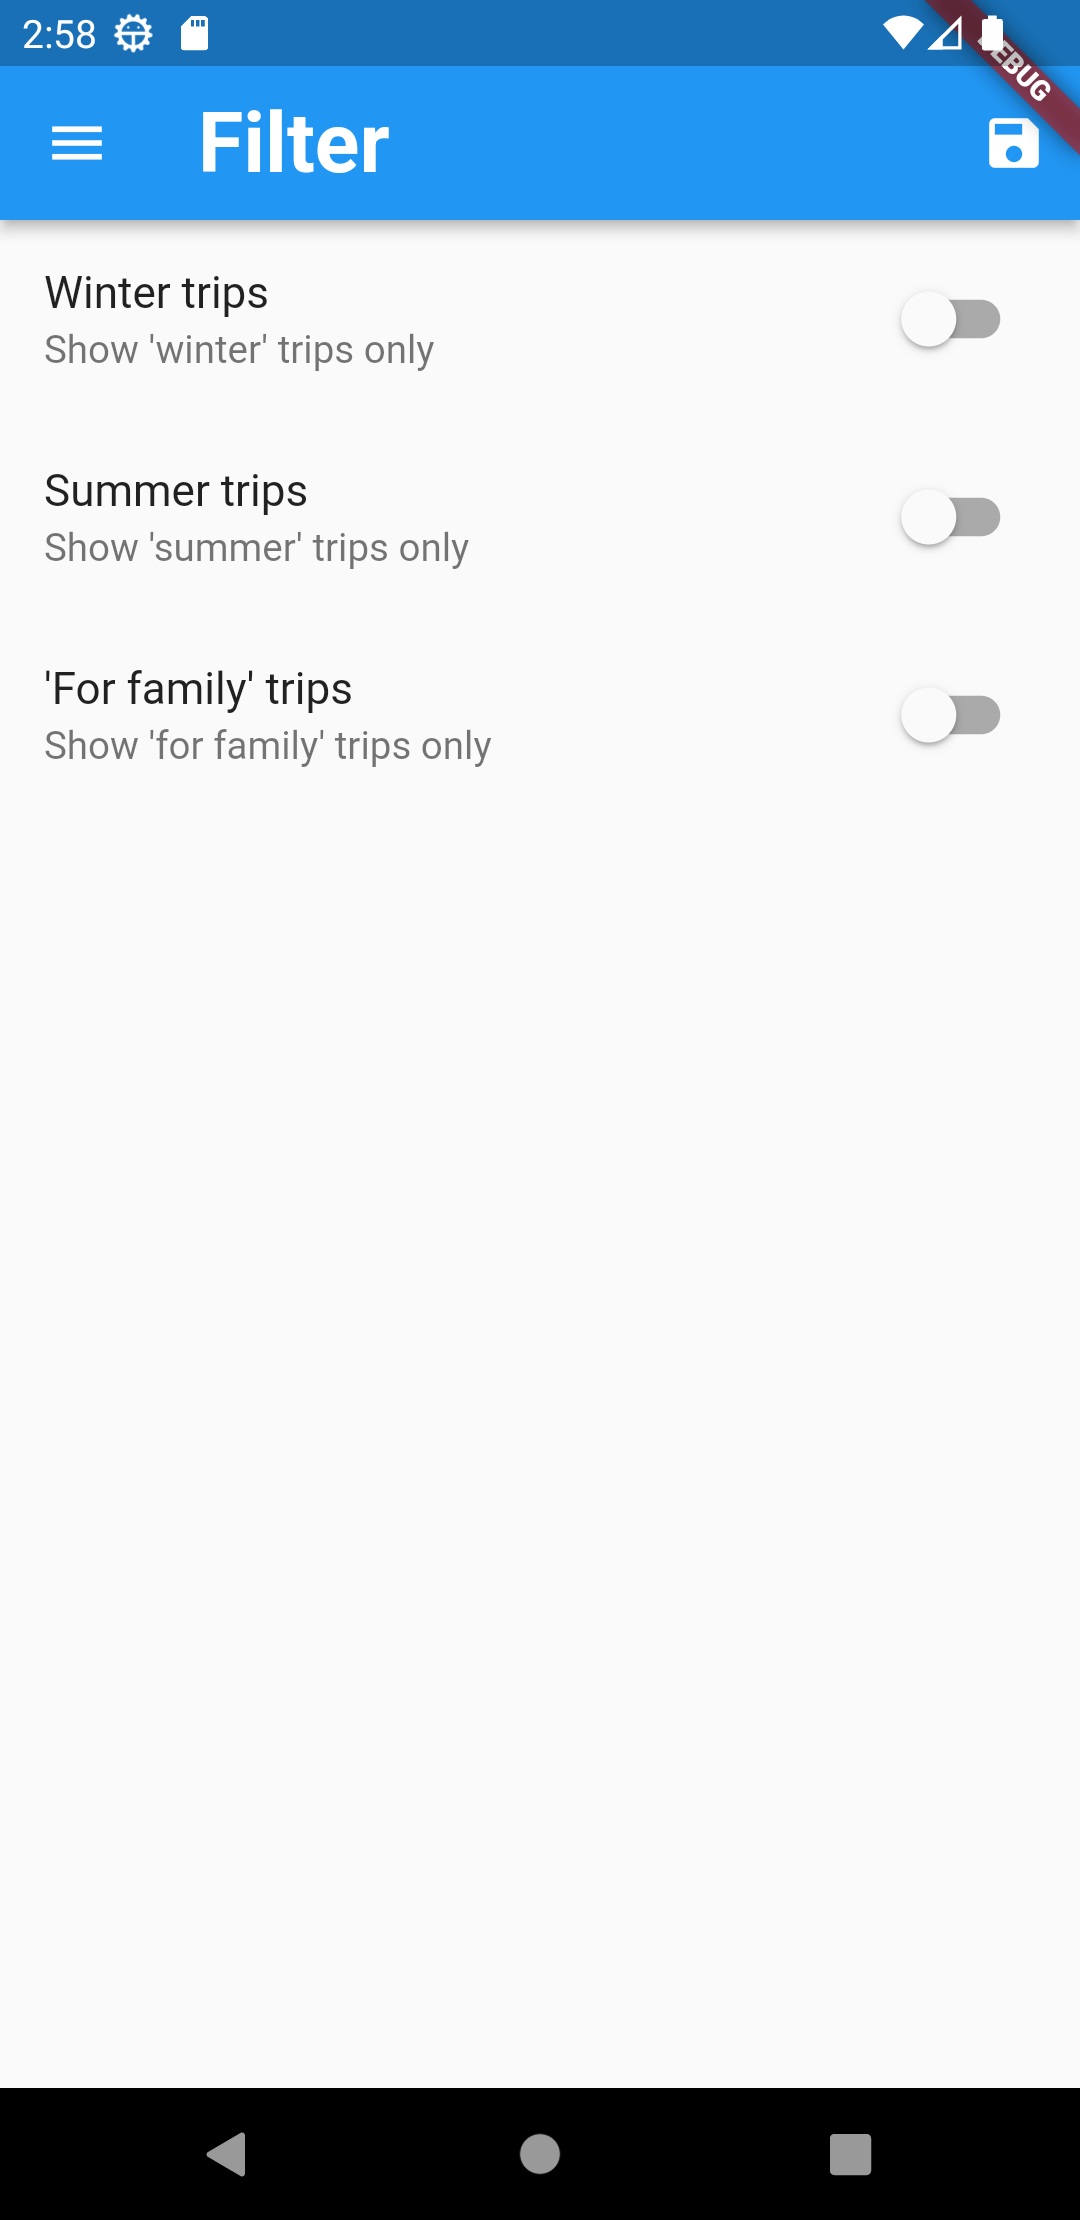 2:58
DEBUG
Filter
Winter trips
Show 'winter' trips only
Summer trips
Show 'summer' trips only
'For family' trips
Show 'for family' trips only